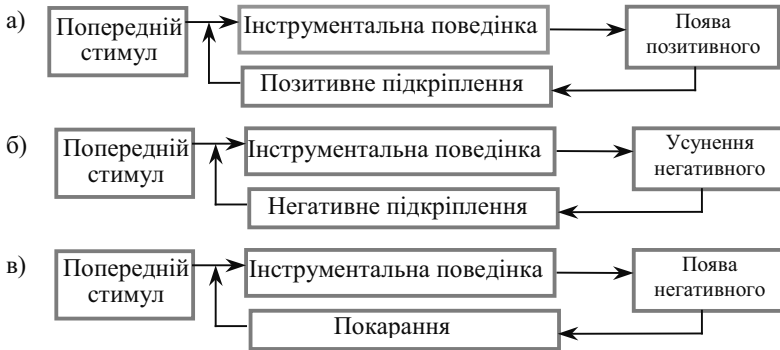 а)
Попередній
стимул
Інструментальна поведінка
Поява
позитивного
Позитивне підкріплення
б)
Попередній
стимул
Інструментальна поведінка
Усунення
негативного
Негативне підкріплення
в)
Попередній
стимул
Інструментальна поведінка
Поява
негативного
Покарання